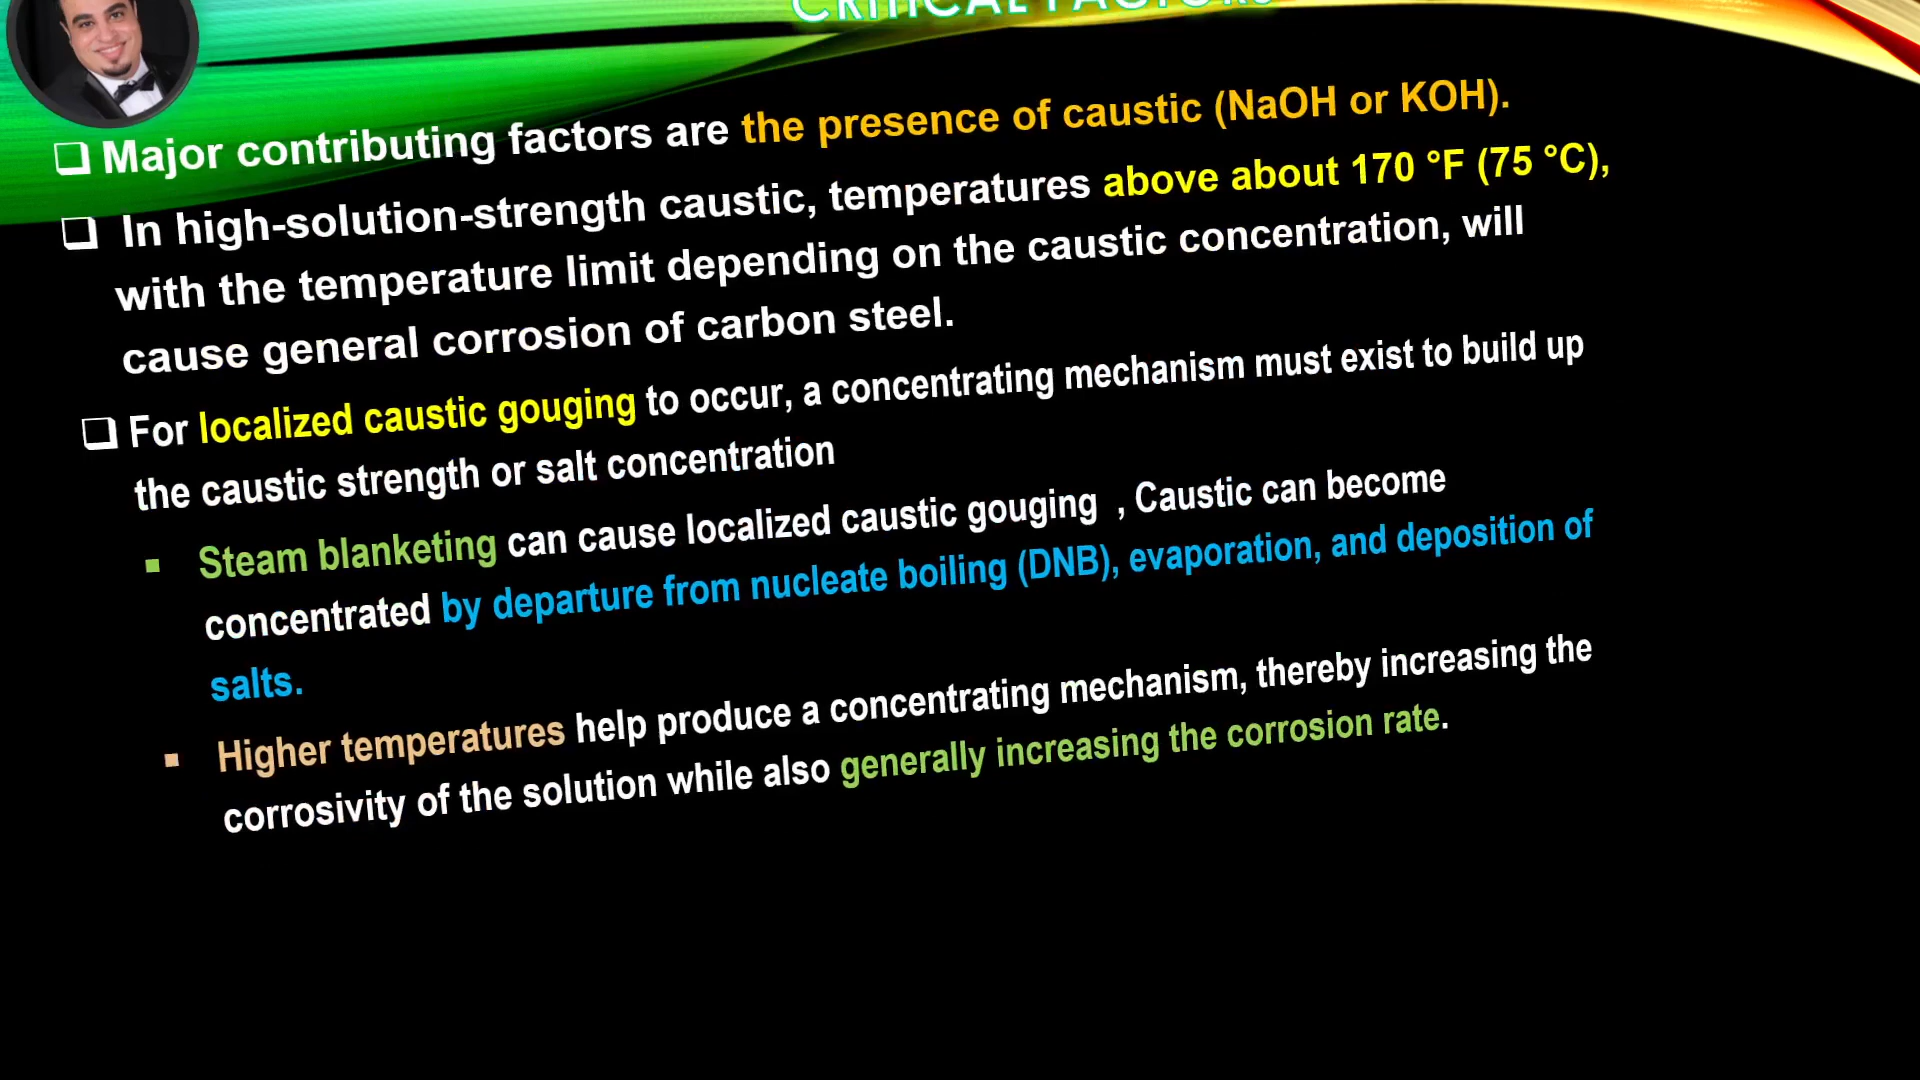 CRITICAL FACTORS
❑ Major contributing factors are the presence of caustic (NaOH or KOH).
❑ In high-solution-strength caustic, temperatures above about 170 °F (75 °C),
with the temperature limit depending on the caustic concentration, will
cause general corrosion of carbon steel.
❑ For localized caustic gouging to occur, a concentrating mechanism must exist to build up
the caustic strength or salt concentration
▪ Steam blanketing can cause localized caustic gouging , Caustic can become
concentrated by departure from nucleate boiling (DNB), evaporation, and deposition of
salts.
▪ Higher temperatures help produce a concentrating mechanism, thereby increasing the
corrosivity of the solution while also generally increasing the corrosion rate.